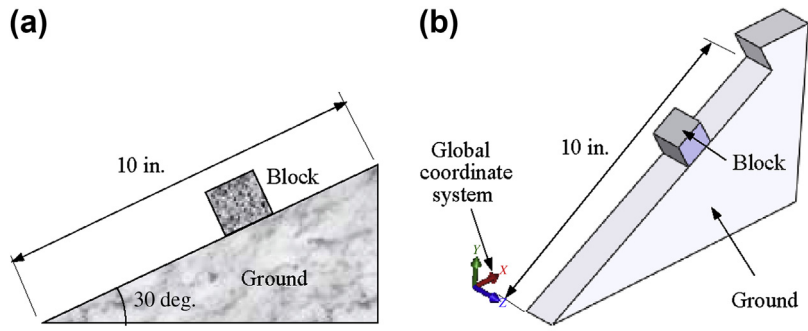 (a)
10 in.
Block
Ground
30 deg.
(b)
10 in.
Global
coordinate
system
Block
Y
X
Z
Ground